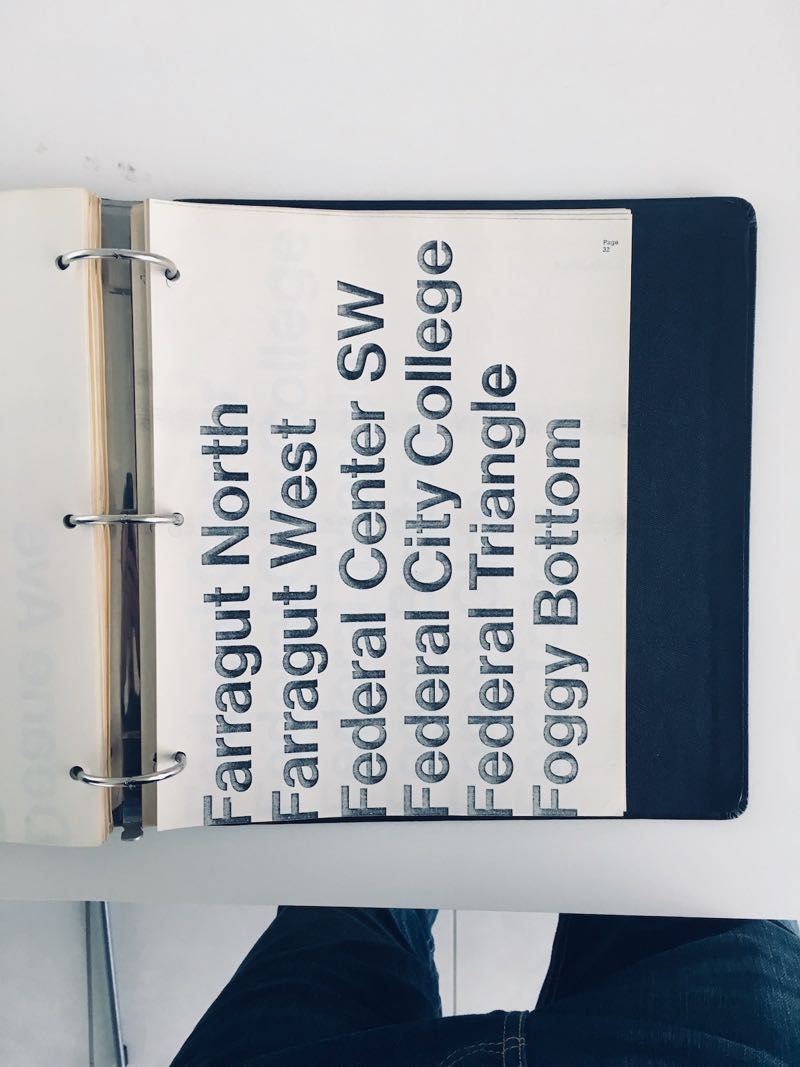 Page
32
Farragut North
Farragut West
Federal Center SW
Federal City College
Federal Triangle
Foggy Bottom